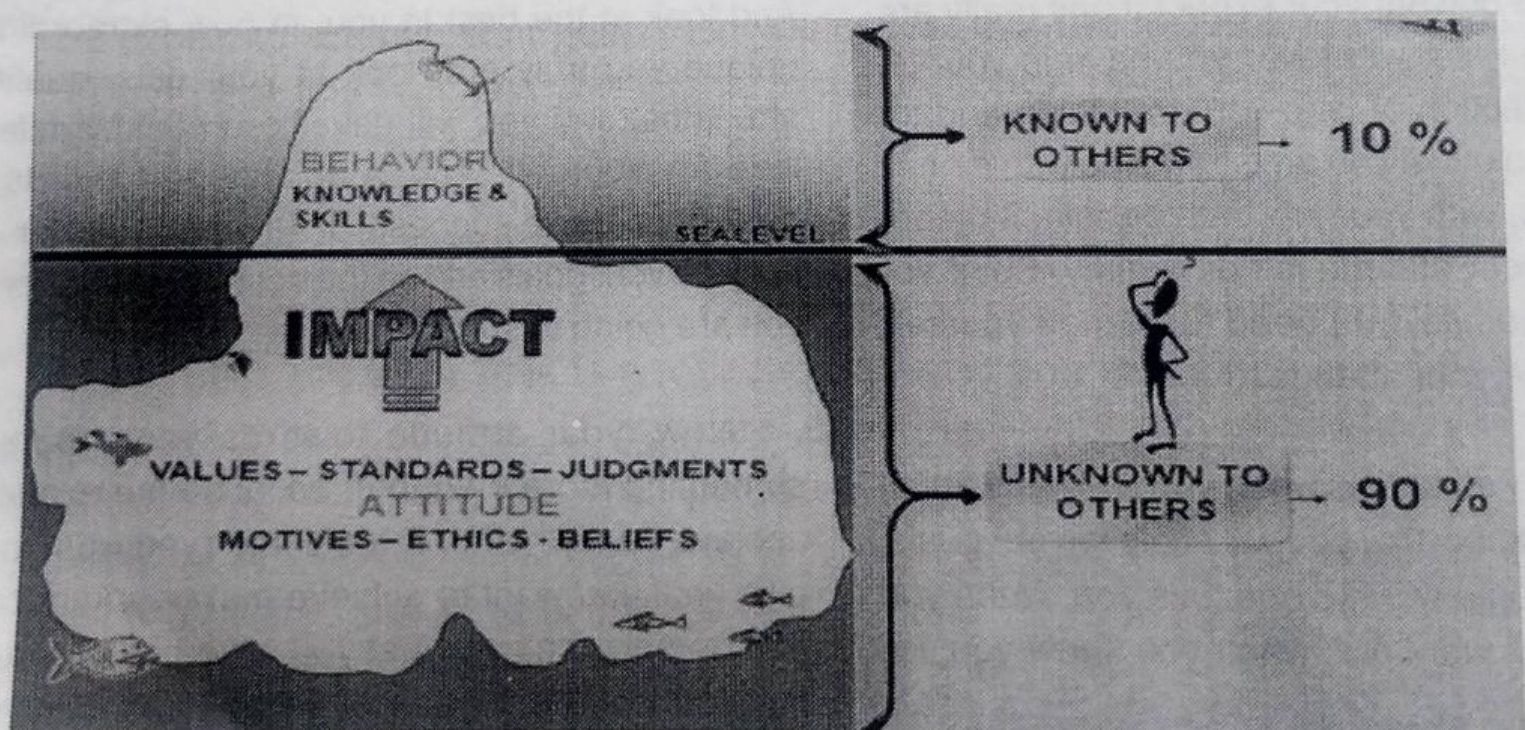 BEHAVIOR
KNOWLEDGE &
SKILLS
SEALEVEL
KNOWN TO
OTHERS
10 %
IMPACT
VALUES – STANDARDS – JUDGMENTS
ATTITUDE
MOTIVES – ETHICS - BELIEFS
UNKNOWN TO
OTHERS
90 %